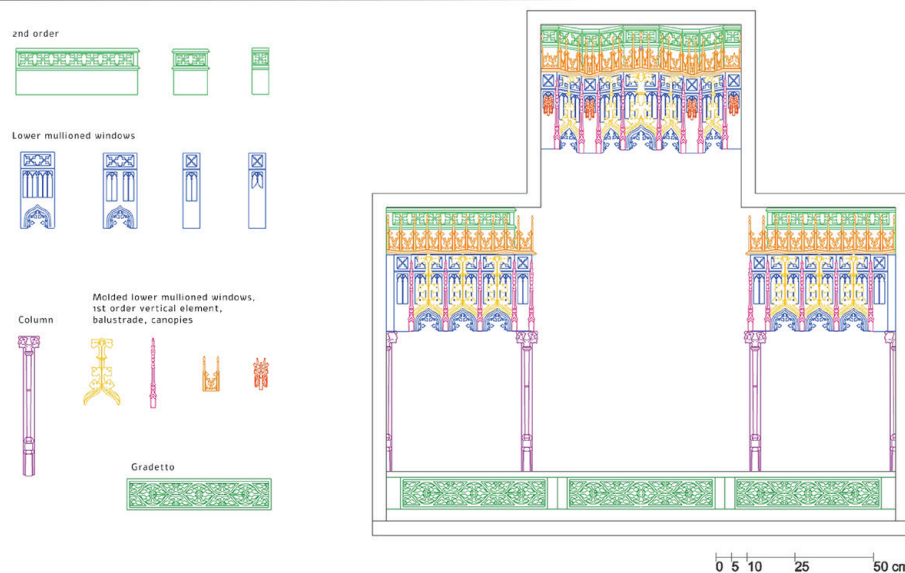 2nd order
Lower mullioned windows
Molded lower mullioned windows,
1st order vertical element,
balustrade, canopies
Column
Gradetto
0 5 10 25 50 cm